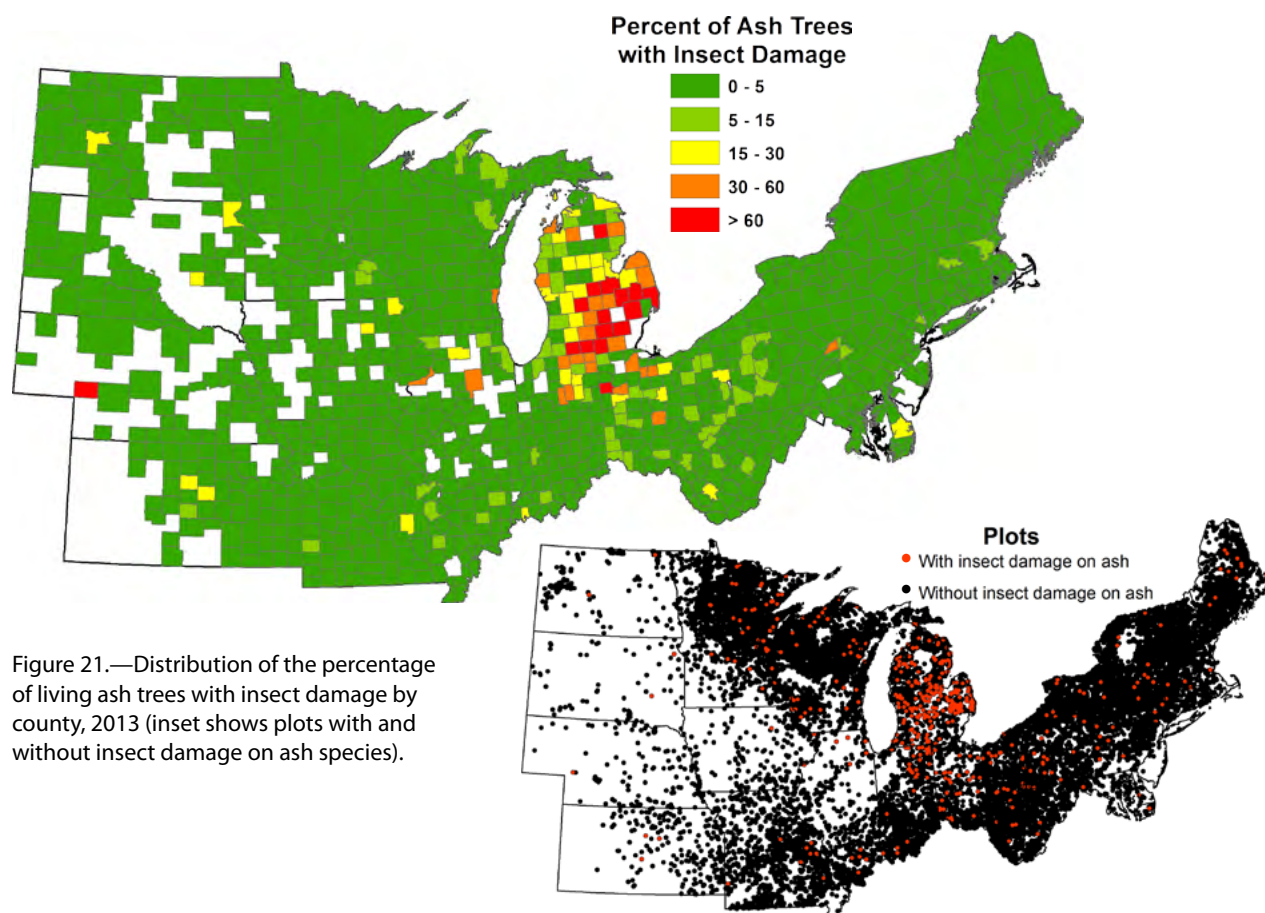 Percent of Ash Trees
with Insect Damage
0 - 5
5 - 15
15 - 30
30 - 60
> 60
Plots
With insect damage on ash
Without insect damage on ash
Figure 21.—Distribution of the percentage
of living ash trees with insect damage by
county, 2013 (inset shows plots with and
without insect damage on ash species).